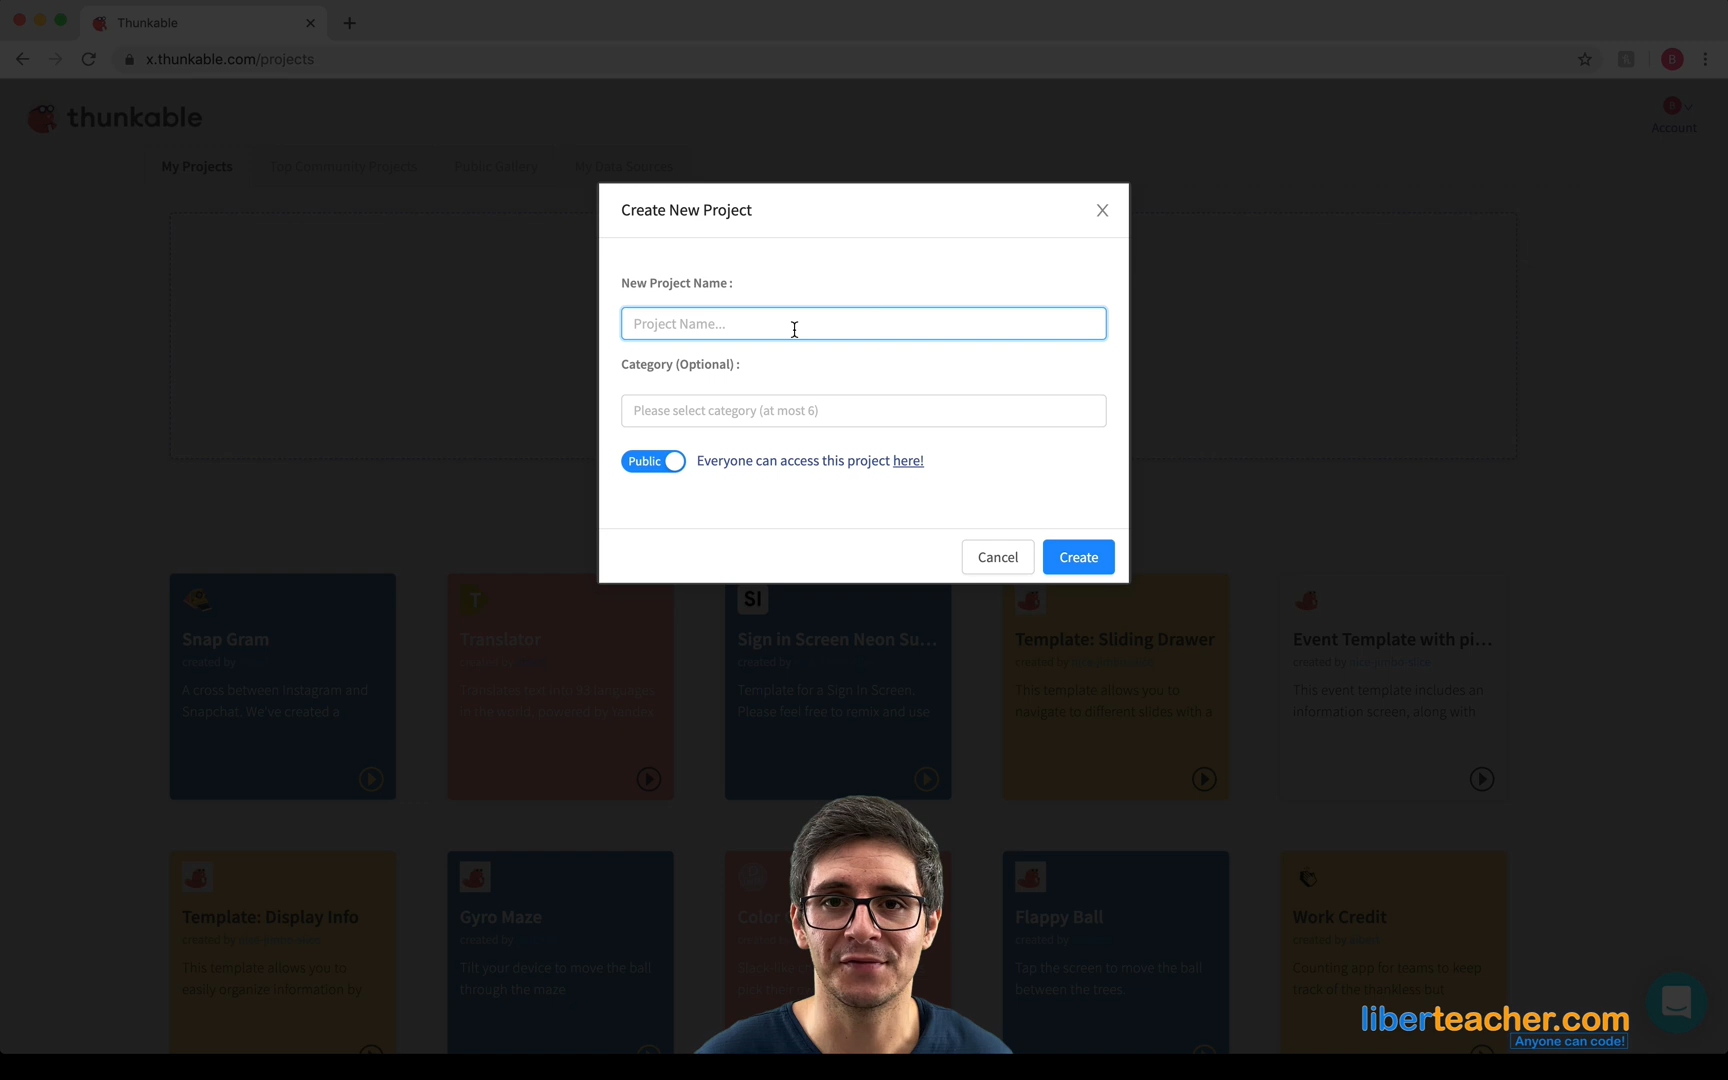 Thunkable
x.thunkable.com/projects
B
thunkable
Account
My Projects
Top Community Projects
Public Gallery
My Data Sources
Create New Project
New Project Name :
Project Name...
Category (Optional) :
Please select category (at most 6)
Public
Everyone can access this project here!
Cancel
Create
Snap Gram
created by
A cross between Instagram and
Snapchat. We've created a
T
Translator
created by
Translates text into 93 languages
in the world, powered by Yandex.
SI
Sign in Screen Neon Su...
created by
Template for a Sign In Screen.
Please feel free to remix and use
Template: Sliding Drawer
created by
This template allows you to
navigate to different slides with a
Event Template with pi...
created by
This event template includes an
information screen, along with
Template: Display Info
created by
This template allows you to
easily organize information by
Gyro Maze
created by
Tilt your device to move the ball
through the maze
Color
created
Slack-like
pick their
Flappy Ball
created by
Tap the screen to move the ball
between the trees.
Work Credit
created by
Counting app for teams to keep
track of the thankless but
liberteacher.com
Anyone can code!